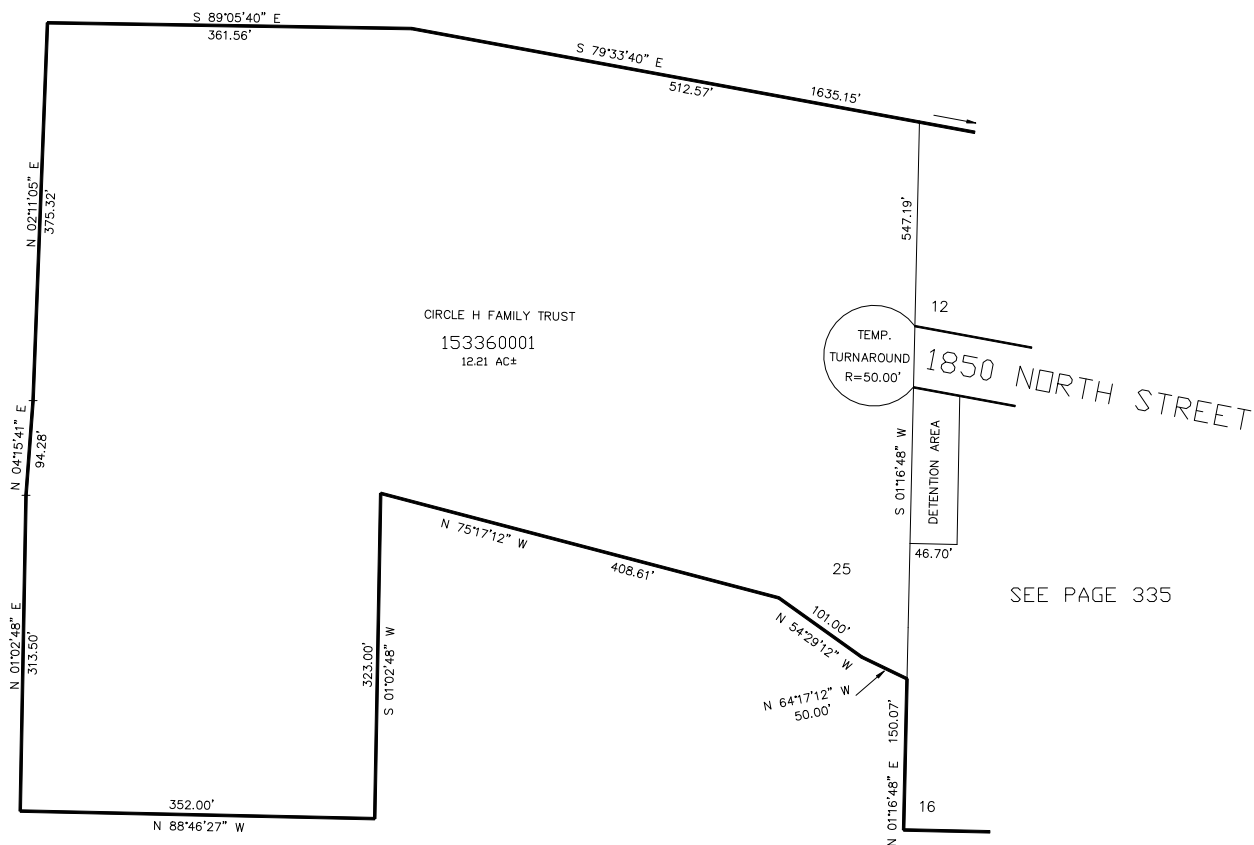 S 89°05'40" E
361.56'
S 79°33'40" E
512.57'
1635.15'
N 02°11'05" E
375.32'
547.19'
CIRCLE H FAMILY TRUST
153360001
12.21 AC±
12
TEMP.
TURNAROUND
R=50.00'
1850 NORTH STREET
N 04°15'41" E
94.28'
S 01°16'48" W
DETENTION AREA
46.70'
N 75°17'12" W
408.61'
25
SEE PAGE 335
101.00'
N 54°29'12" W
N 64°17'12" W
50.00'
N 01°02'48" E
313.50'
323.00'
S 01°02'48" W
N 01°16'48" E 150.07'
352.00'
N 88°46'27" W
16